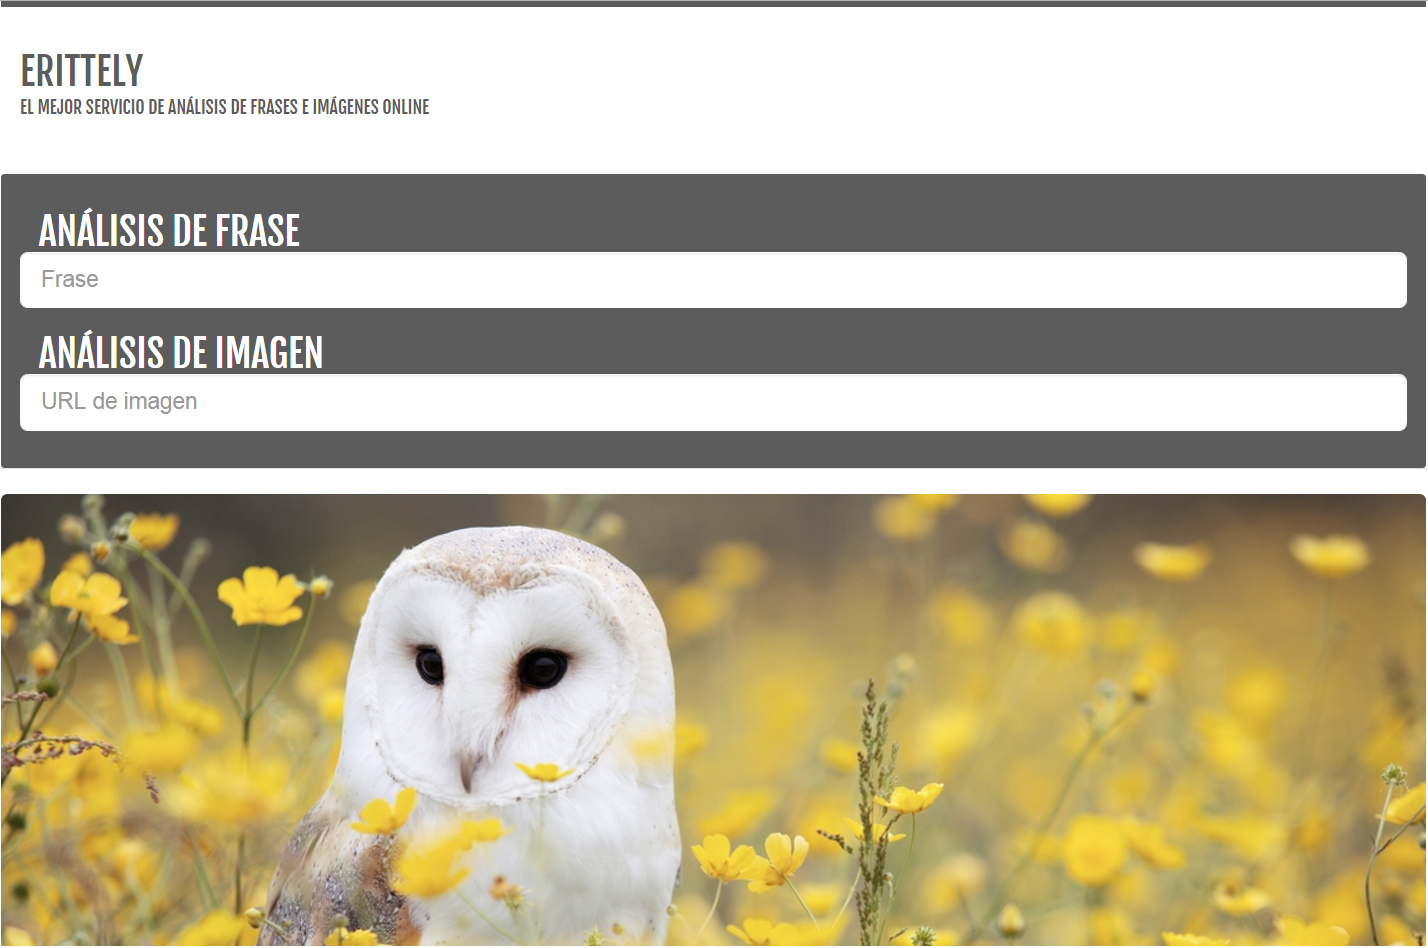 ERITTELY
EL MEJOR SERVICIO DE ANÁLISIS DE FRASES E IMÁGENES ONLINE
ANÁLISIS DE FRASE
Frase
ANÁLISIS DE IMAGEN
URL de imagen